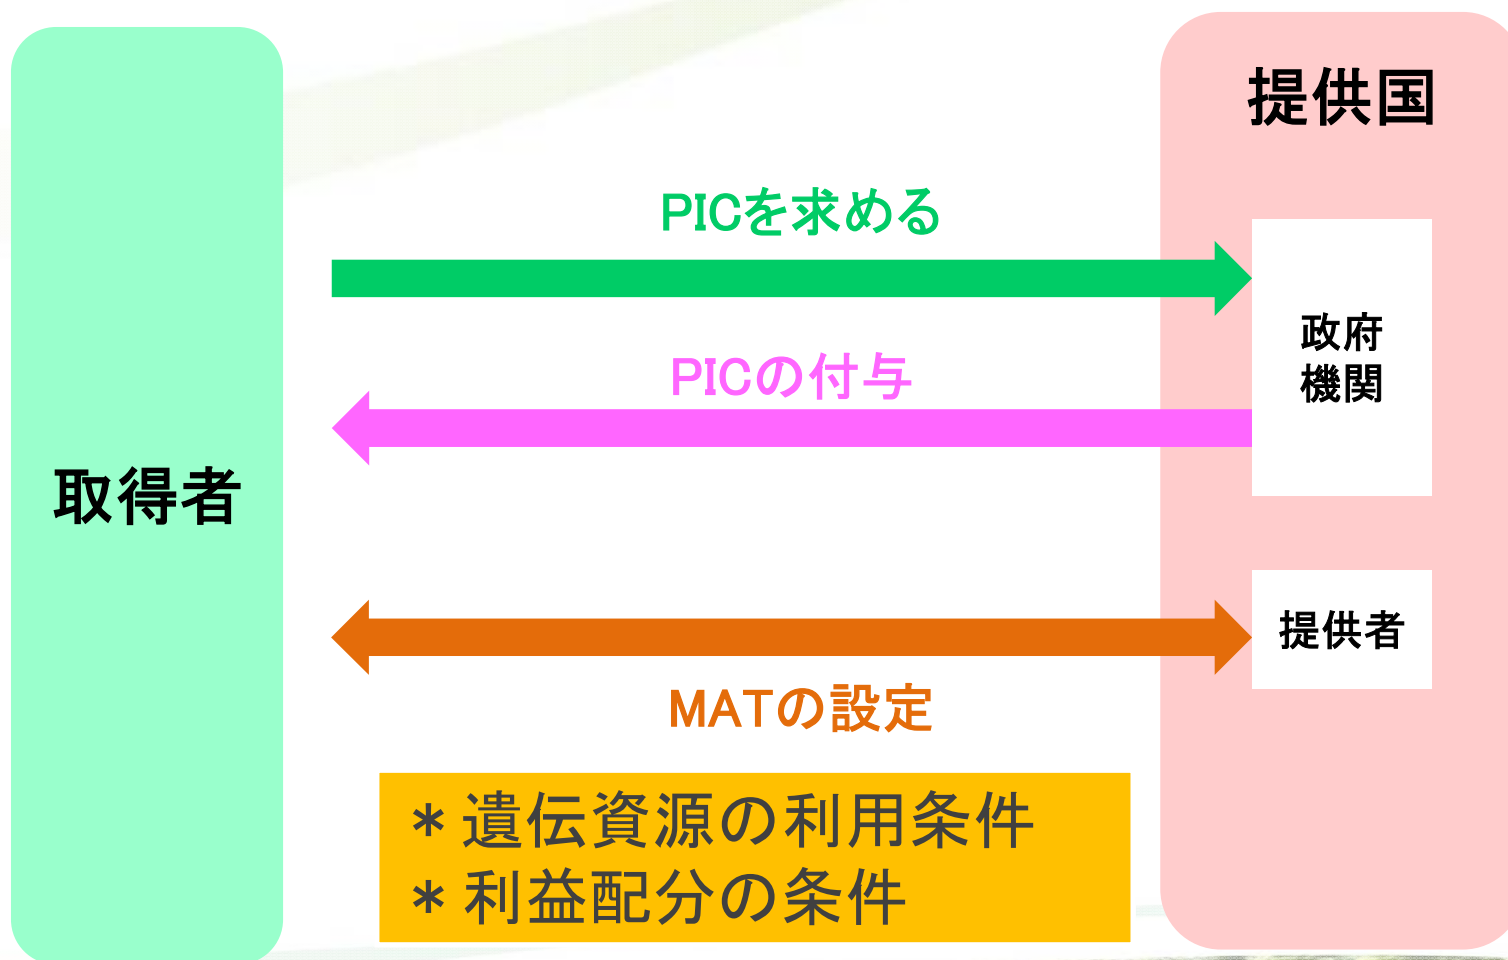 提供国
PICを求める
政府
機関
PICの付与
取得者
提供者
MATの設定
＊遺伝資源の利用条件
＊利益配分の条件